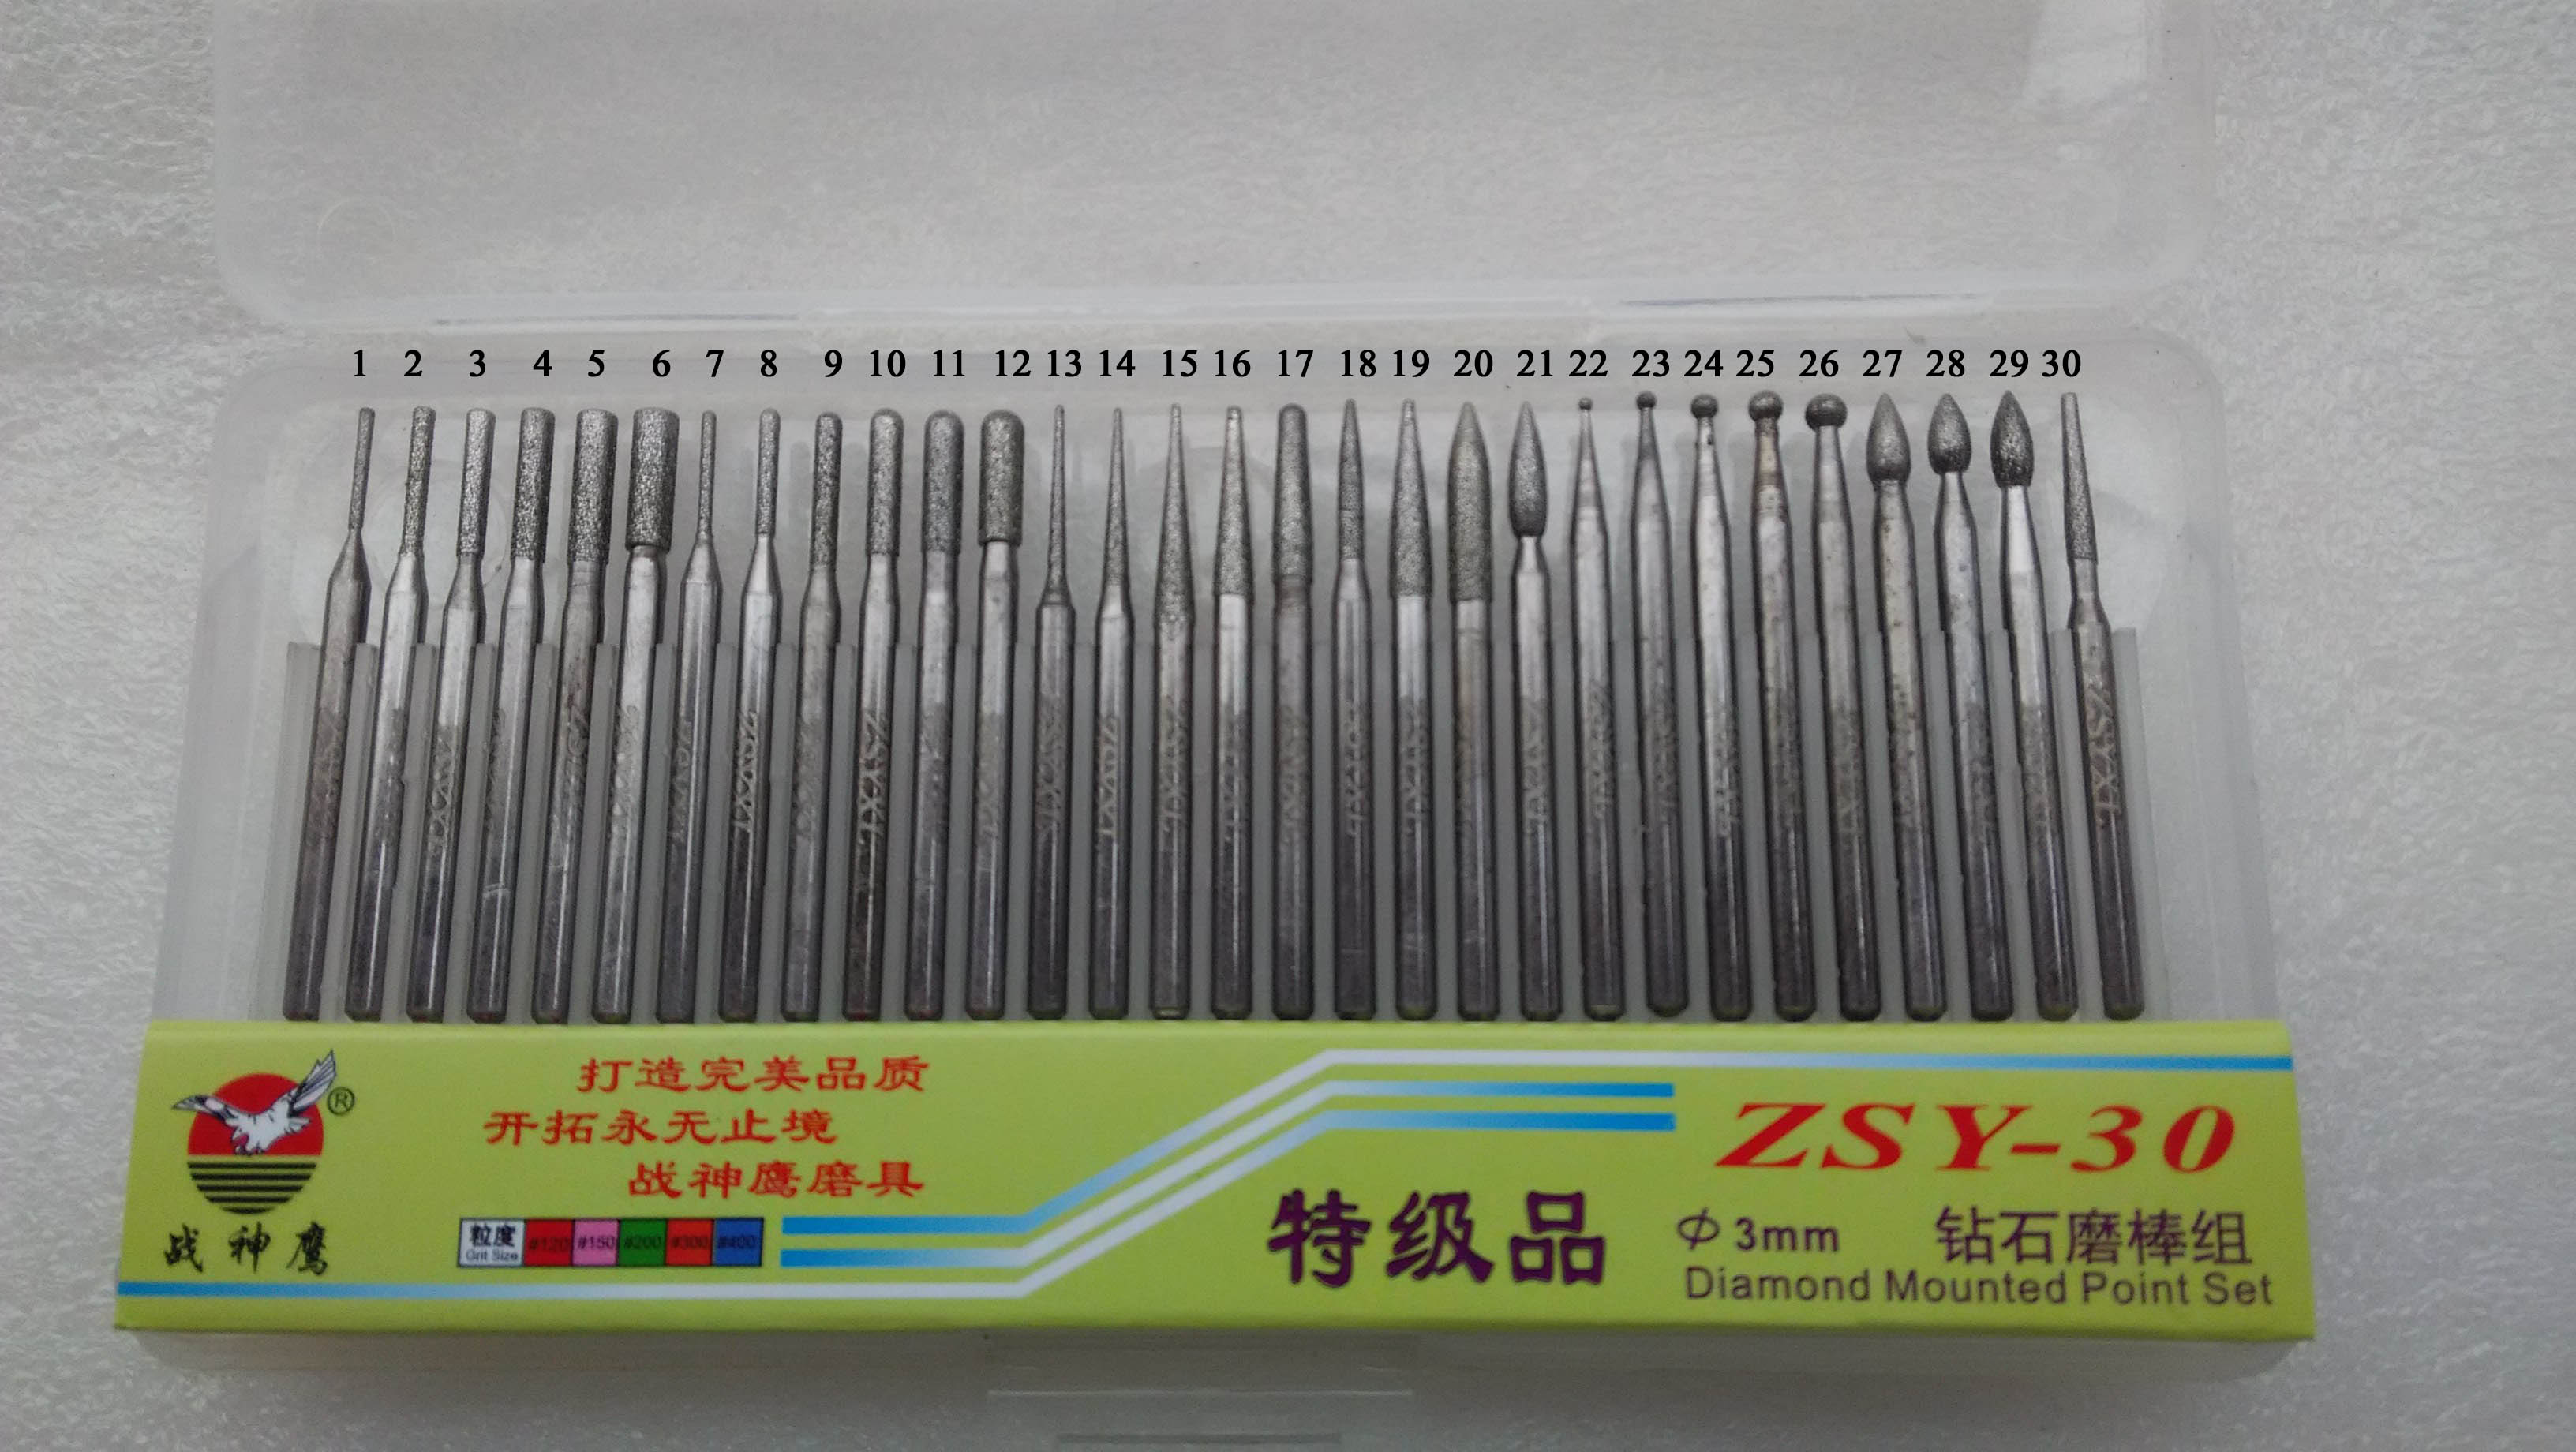 1 2 3 4 5 6 7 8 9 10 11 12 13 14 15 16 17 18 19 20 21 22 23 24 25 26 27 28 29 30
ZSYXL
®
战神鹰
打造完美品质
开拓永无止境
战神鹰磨具
粒度
Grit Size
#120 #150 #200 #300 #400
特级品
ZSY-30
Φ3mm 钻石磨棒组
Diamond Mounted Point Set